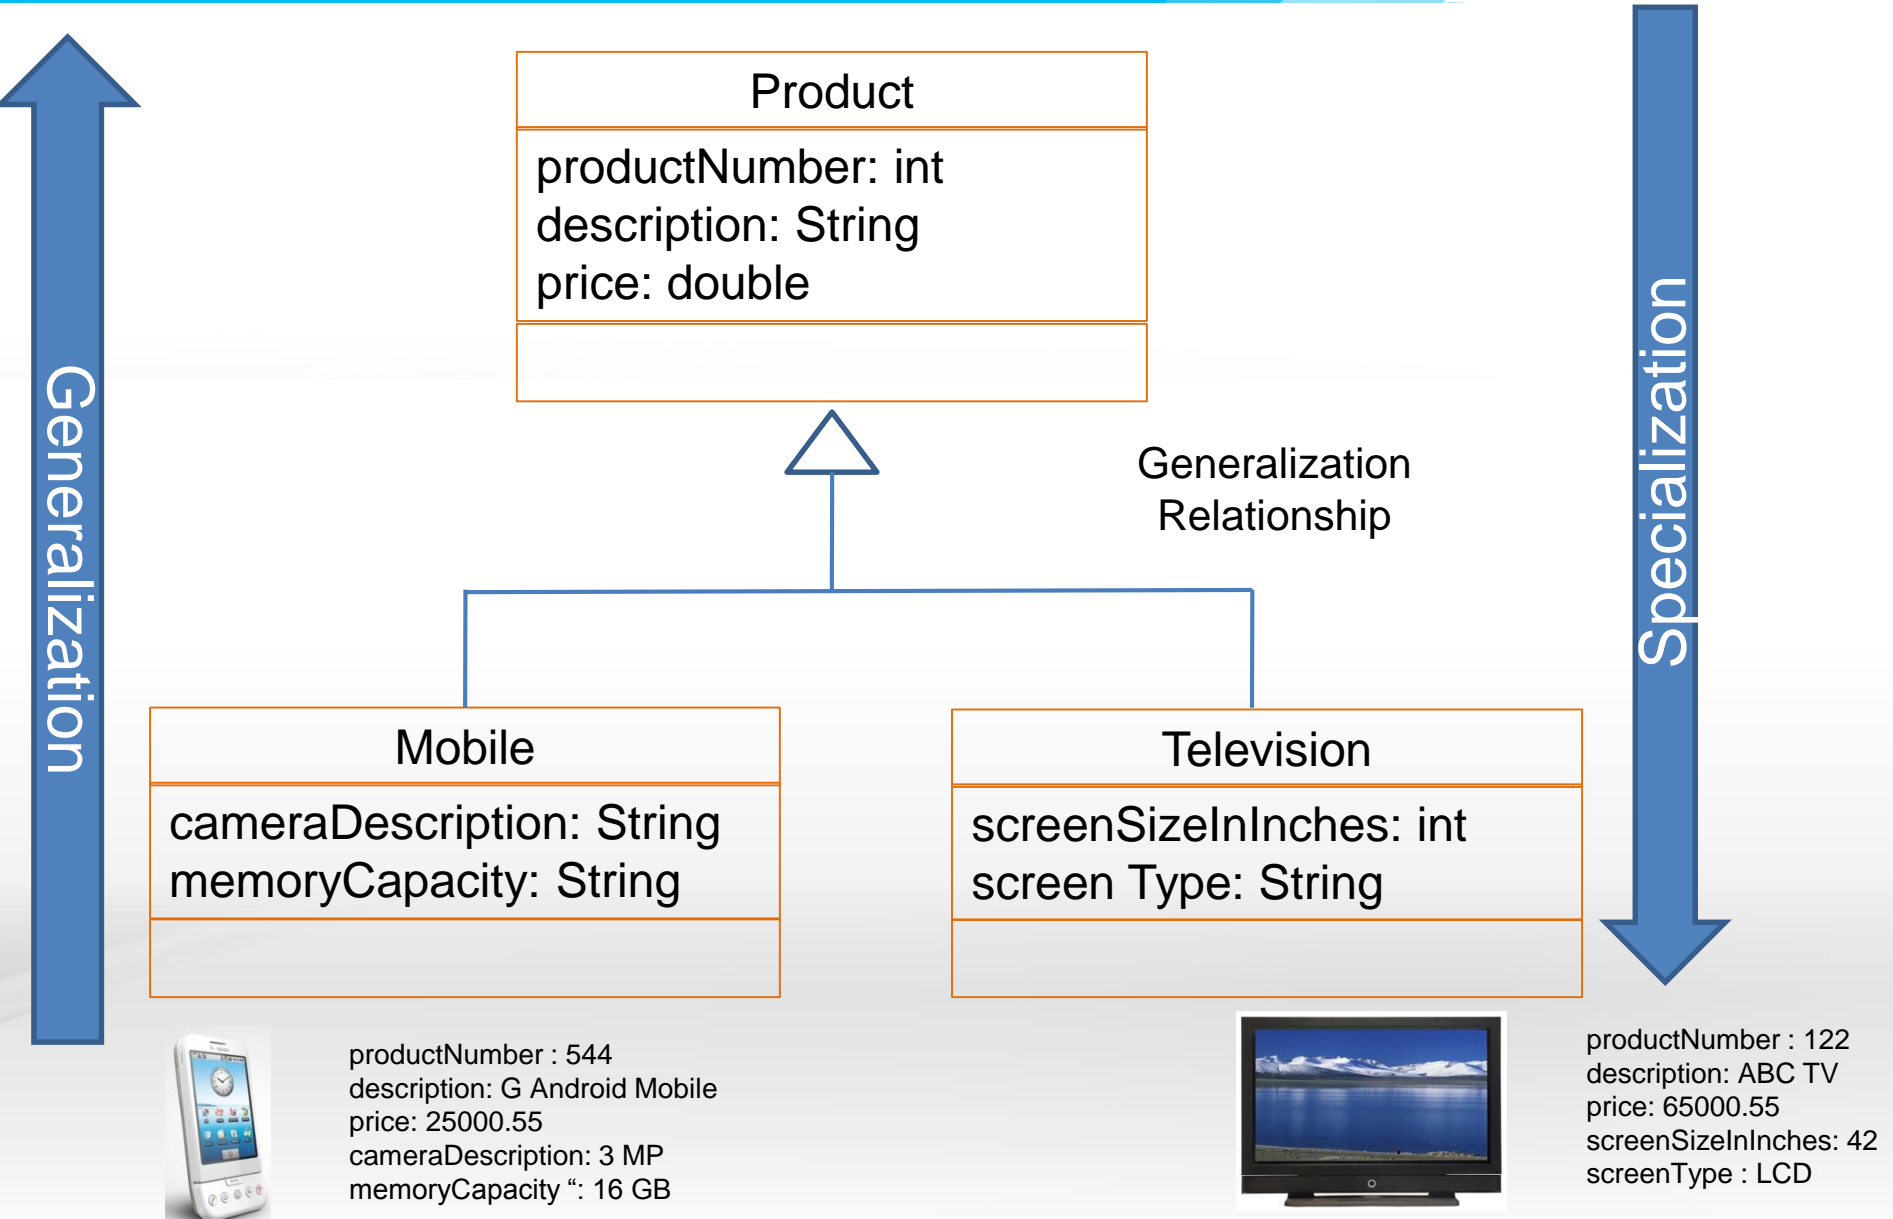 Product
productNumber: int
description: String
price: double
Generalization
Relationship
Generalization
Specialization
Mobile
cameraDescription: String
memoryCapacity: String
Television
screenSizeInInches: int
screen Type: String
productNumber : 544
description: G Android Mobile
price: 25000.55
cameraDescription: 3 MP
memoryCapacity “: 16 GB
productNumber : 122
description: ABC TV
price: 65000.55
screenSizeInInches: 42
screenType : LCD